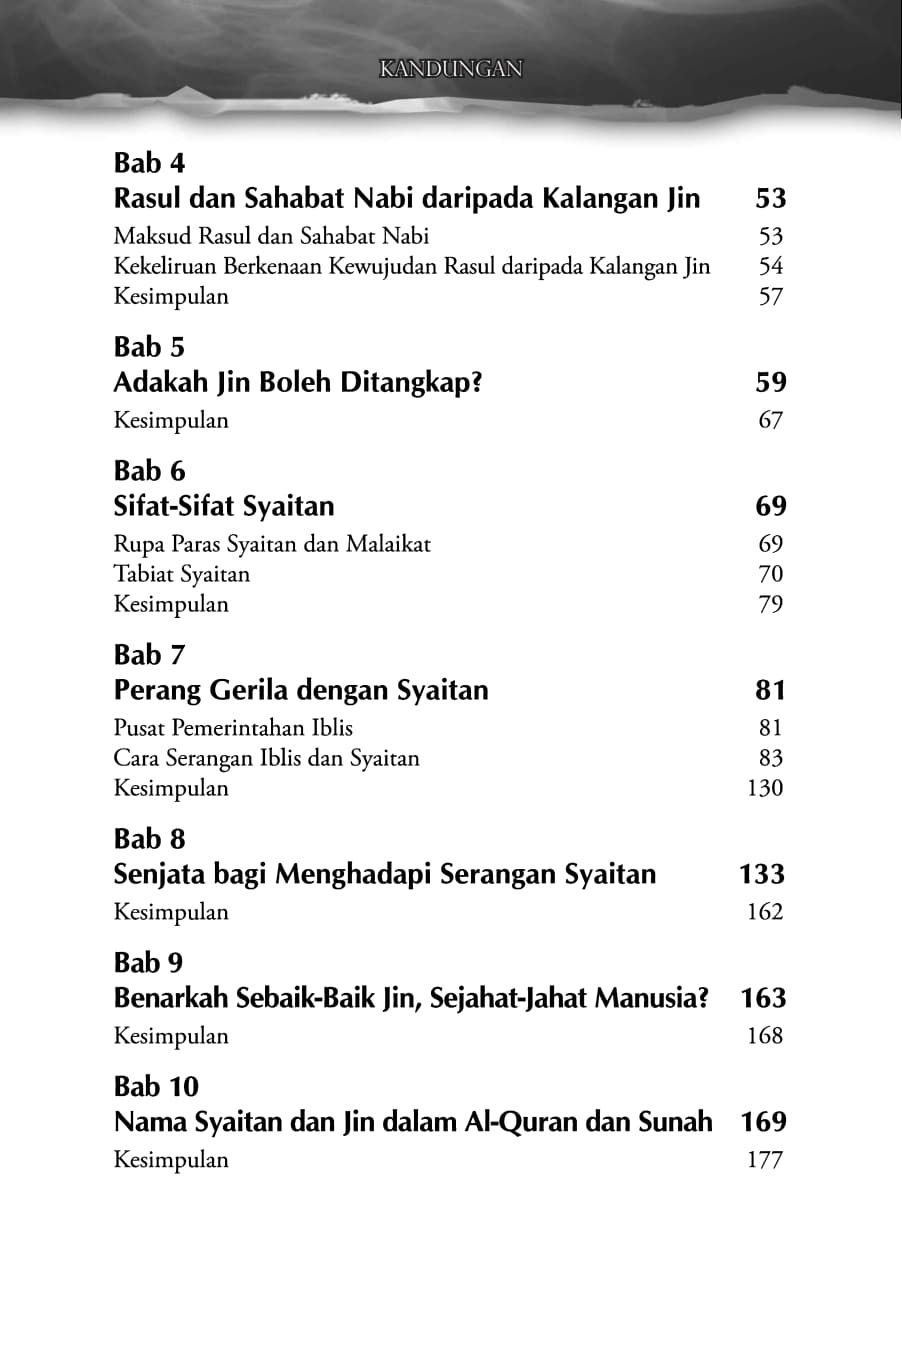 KANDUNGAN
Bab 4
Rasul dan Sahabat Nabi daripada Kalangan Jin 53
Maksud Rasul dan Sahabat Nabi 53
Kekeliruan Berkenaan Kewujudan Rasul daripada Kalangan Jin 54
Kesimpulan 57
Bab 5
Adakah Jin Boleh Ditangkap? 59
Kesimpulan 67
Bab 6
Sifat-Sifat Syaitan 69
Rupa Paras Syaitan dan Malaikat 69
Tabiat Syaitan 70
Kesimpulan 79
Bab 7
Perang Gerila dengan Syaitan 81
Pusat Pemerintahan Iblis 81
Cara Serangan Iblis dan Syaitan 83
Kesimpulan 130
Bab 8
Senjata bagi Menghadapi Serangan Syaitan 133
Kesimpulan 162
Bab 9
Benarkah Sebaik-Baik Jin, Sejahat-Jahat Manusia? 163
Kesimpulan 168
Bab 10
Nama Syaitan dan Jin dalam Al-Quran dan Sunah 169
Kesimpulan 177